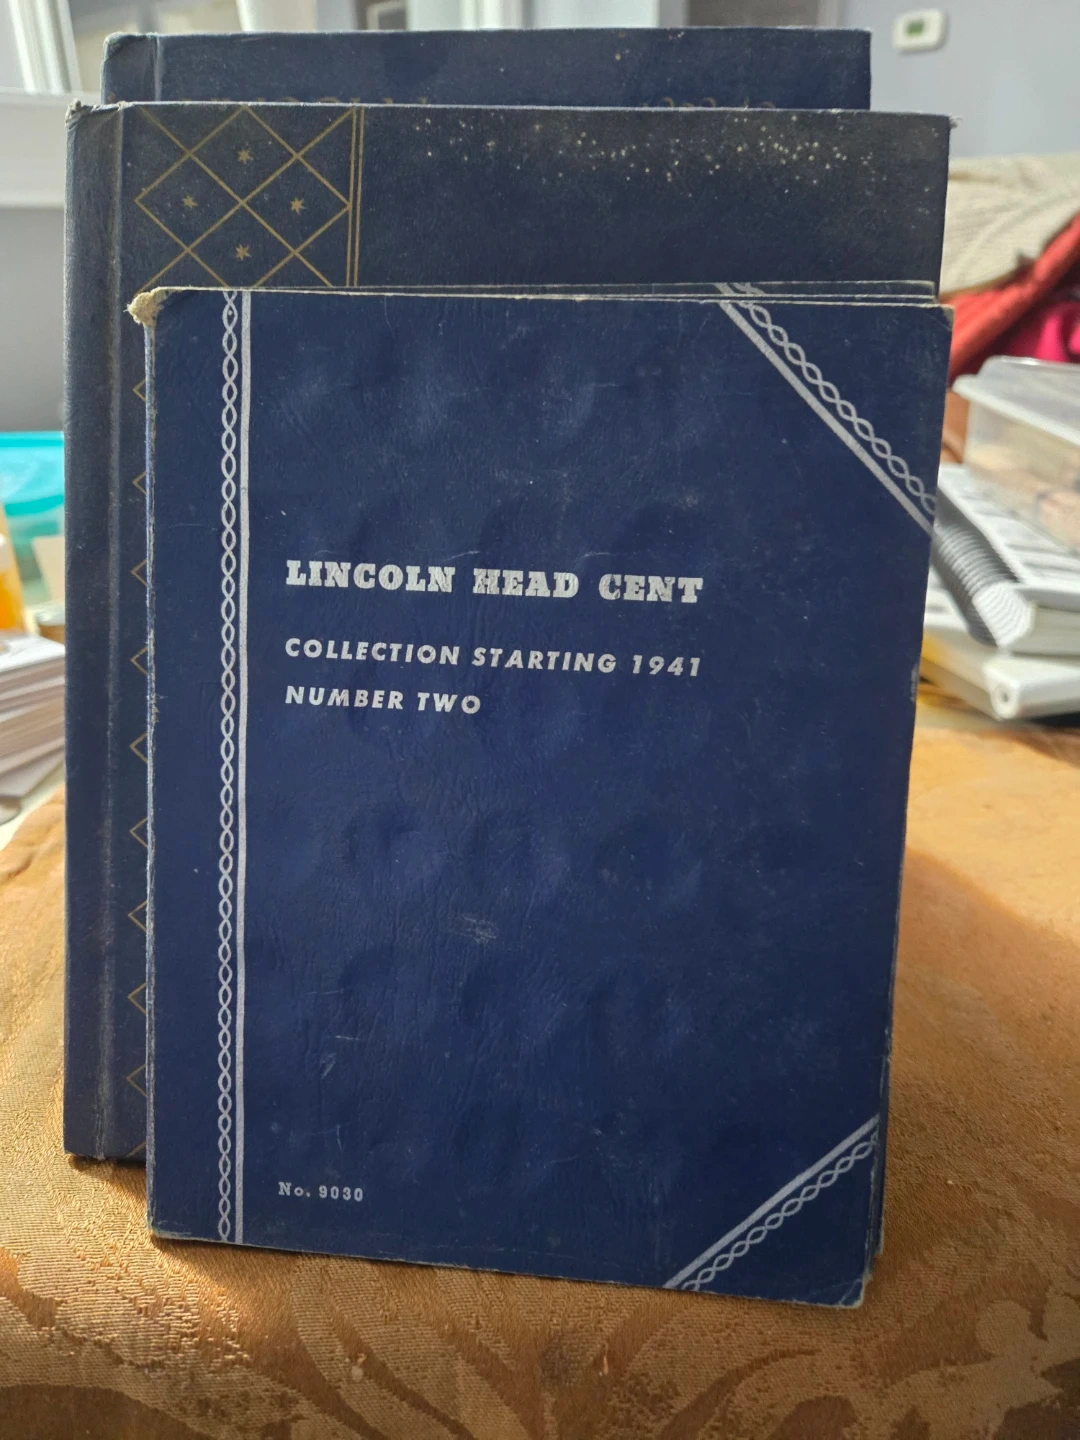 LINCOLN HEAD CENT
COLLECTION STARTING 1941
NUMBER TWO
No. 9030